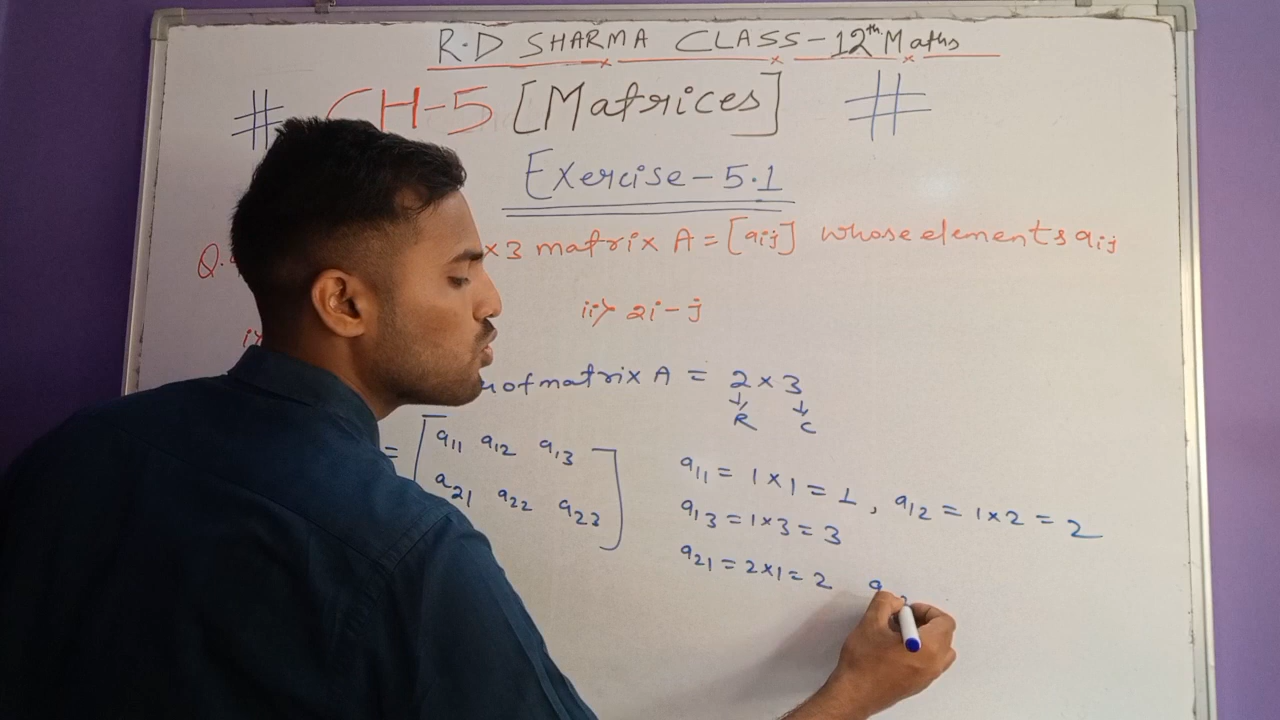 R.D SHARMA CLASS-12th Maths
# CH-5 [Matrices] #
Exercise-5.1
Q. ×3 matrix A = [aij] whose elements aij
i> ii> 2i-j
of matrix A = 2×3
↓ ↓
R C
= [a11 a12 a13
a21 a22 a23]
a11 = 1×1 = 1, a12 = 1×2 = 2
a13 = 1×3 = 3
a21 = 2×1 = 2 a